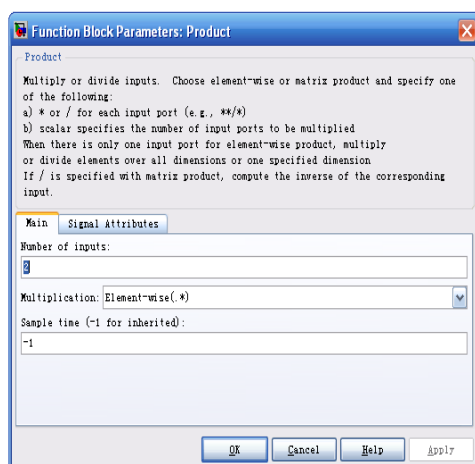 Function Block Parameters: Product
Product
Multiply or divide inputs.  Choose element-wise or matrix product and specify one
of the following:
a) * or / for each input port (e.g., **/*)
b) scalar specifies the number of input ports to be multiplied
When there is only one input port for element-wise product, multiply
or divide elements over all dimensions or one specified dimension
If / is specified with matrix product, compute the inverse of the corresponding
input.
Main    Signal Attributes
Number of inputs:
2
Multiplication: Element-wise(.*)
Sample time (-1 for inherited):
-1
OK    Cancel    Help    Apply